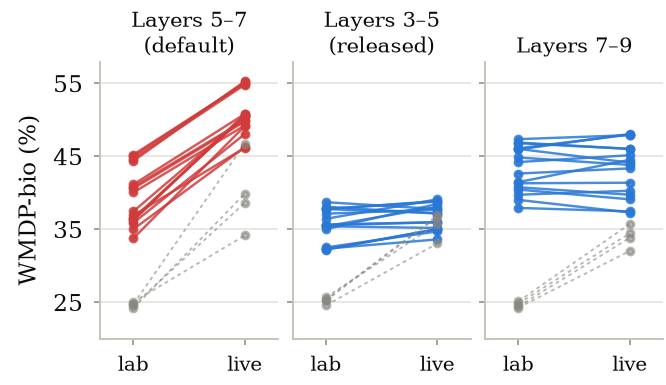 Layers 5–7
(default)
Layers 3–5
(released)
Layers 7–9
WMDP-bio (%)
55
45
35
25
lab
live
lab
live
lab
live